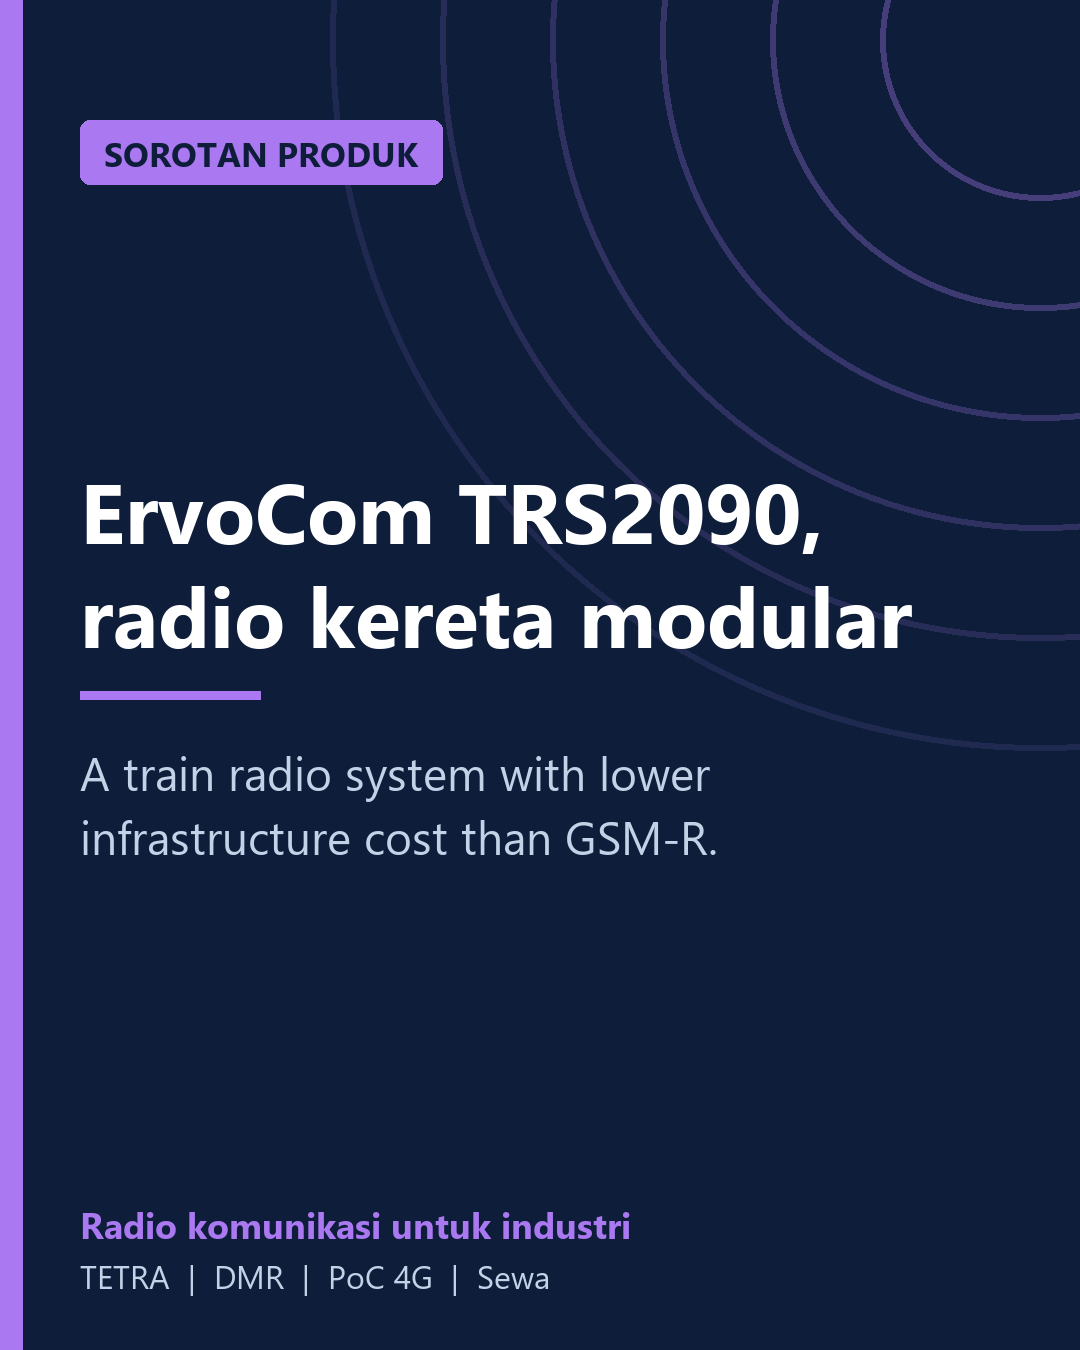 SOROTAN PRODUK
ErvoCom TRS2090,
radio kereta modular
A train radio system with lower
infrastructure cost than GSM-R.
Radio komunikasi untuk industri
TETRA | DMR | PoC 4G | Sewa